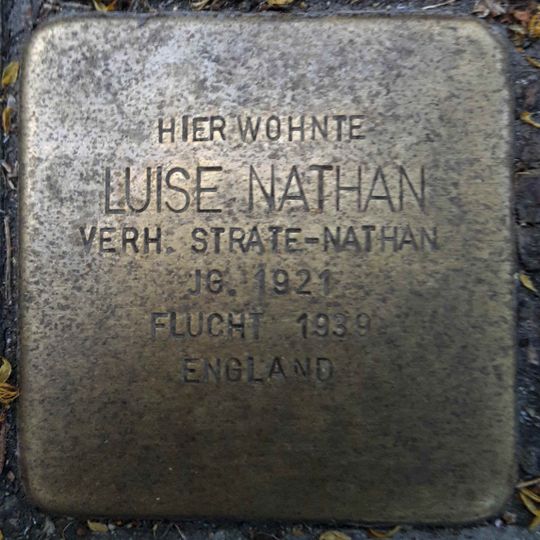 HIER WOHNTE
LUISE NATHAN
VERH. STRATE-NATHAN
JG. 1921
FLUCHT 1939
ENGLAND